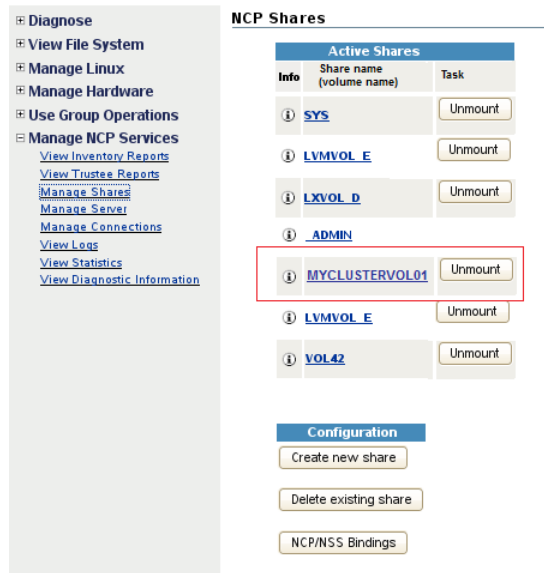 Diagnose
View File System
Manage Linux
Manage Hardware
Use Group Operations
Manage NCP Services
View Inventory Reports
View Trustee Reports
Manage Shares
Manage Server
Manage Connections
View Logs
View Statistics
View Diagnostic Information
NCP Shares
Active Shares
Info Share name (volume name) Task
SYS Unmount
LVMVOL_E Unmount
LXVOL_D Unmount
_ADMIN
MYCLUSTERVOL01 Unmount
LVMVOL_E Unmount
VOL42 Unmount
Configuration
Create new share
Delete existing share
NCP/NSS Bindings